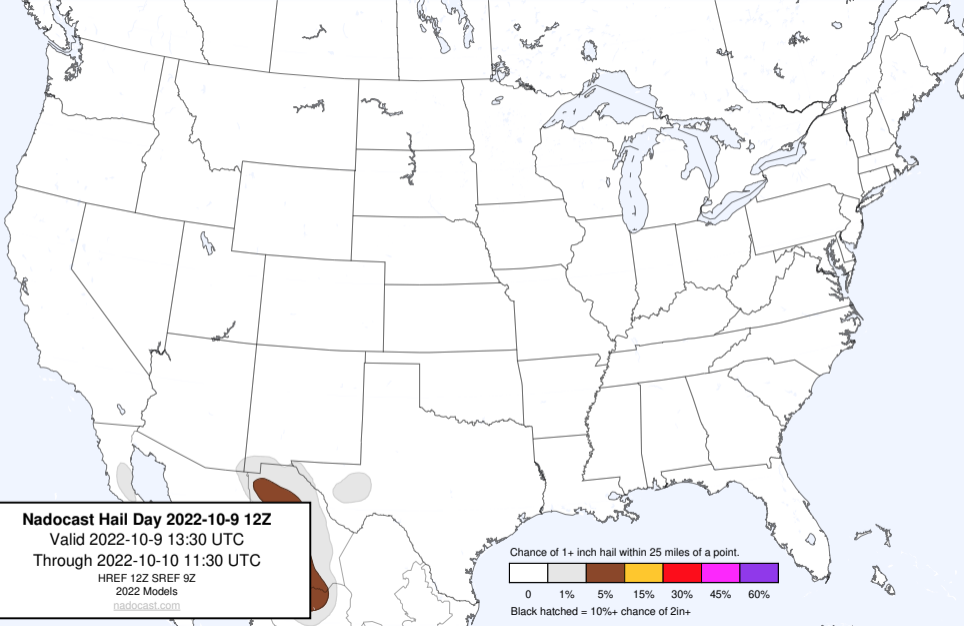 Nadocast Hail Day 2022-10-9 12Z
Valid 2022-10-9 13:30 UTC
Through 2022-10-10 11:30 UTC
HREF 12Z SREF 9Z
2022 Models
nadocast.com
Chance of 1+ inch hail within 25 miles of a point.
0 1% 5% 15% 30% 45% 60%
Black hatched = 10%+ chance of 2in+